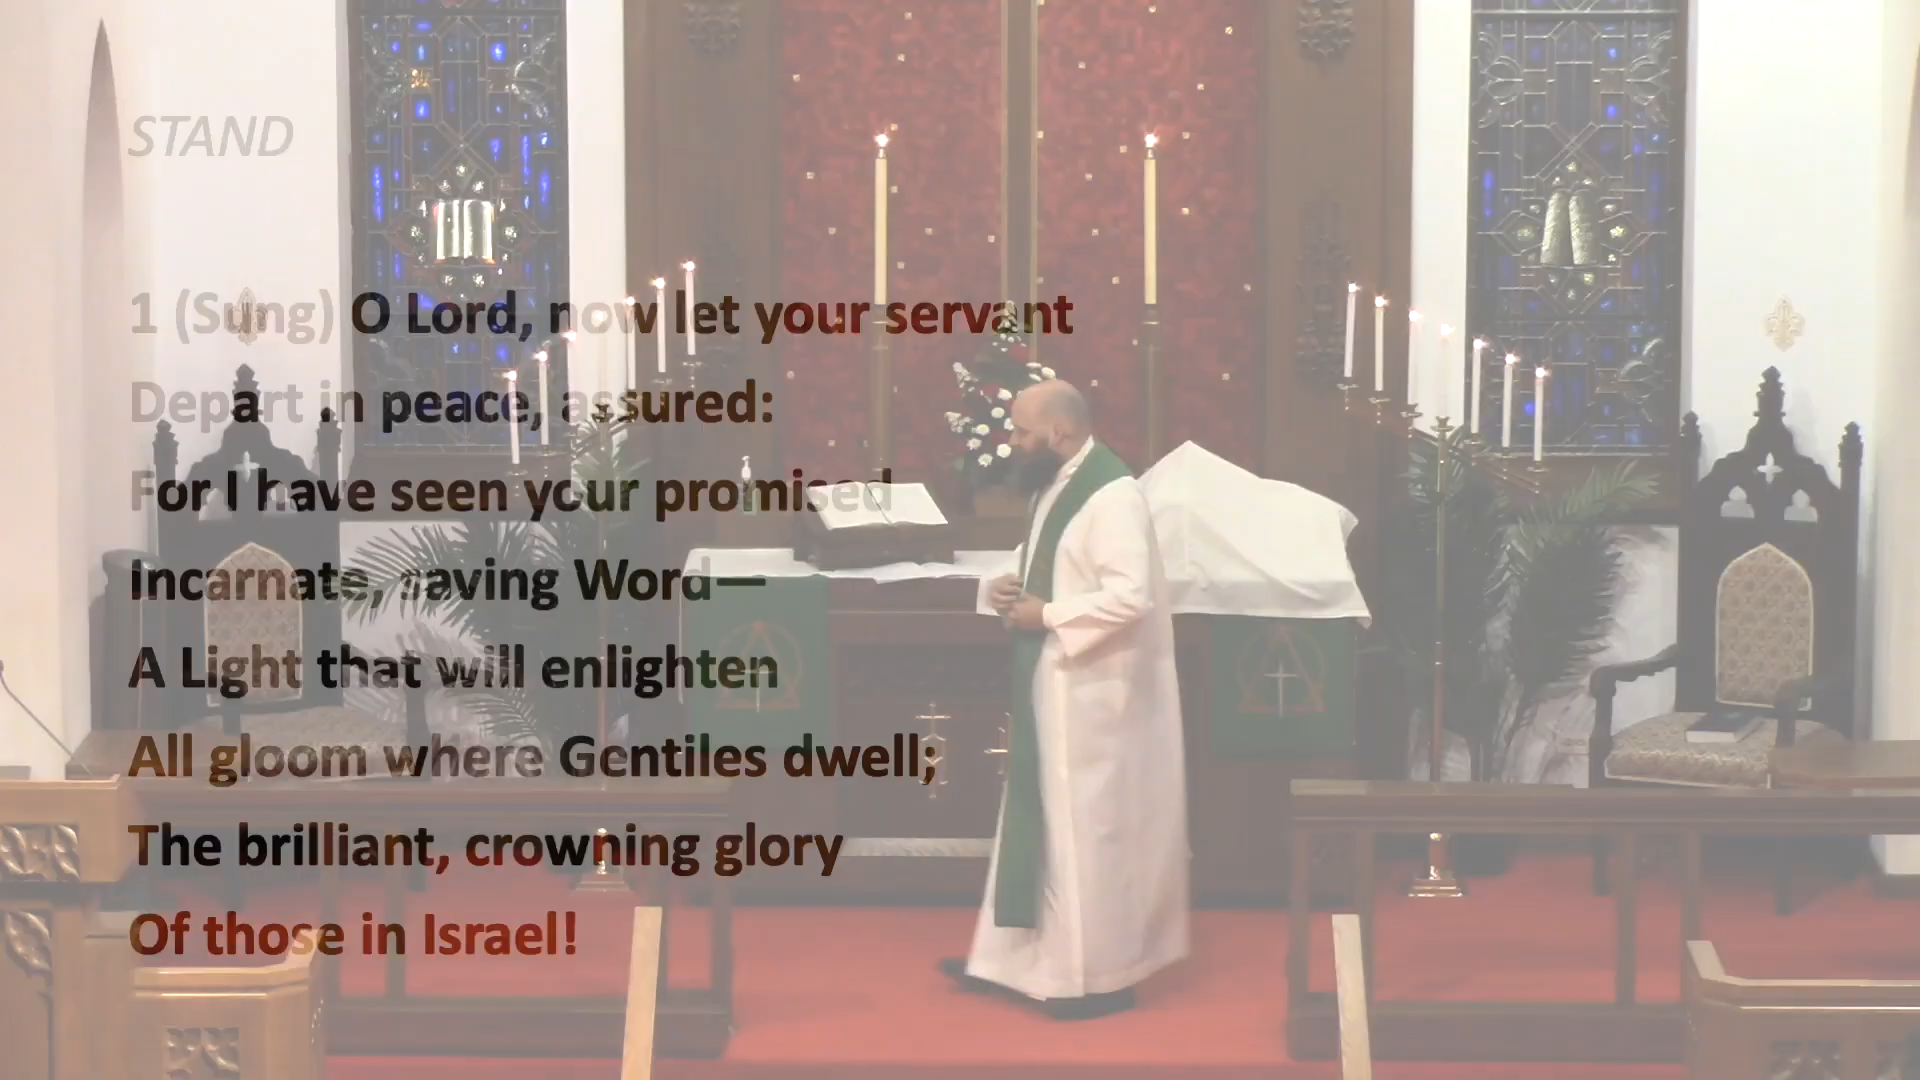 STAND
1 (Sung) O Lord, now let your servant
Depart in peace, assured:
For I have seen your promised
Incarnate, saving Word—
A Light that will enlighten
All gloom where Gentiles dwell;
The brilliant, crowning glory
Of those in Israel!